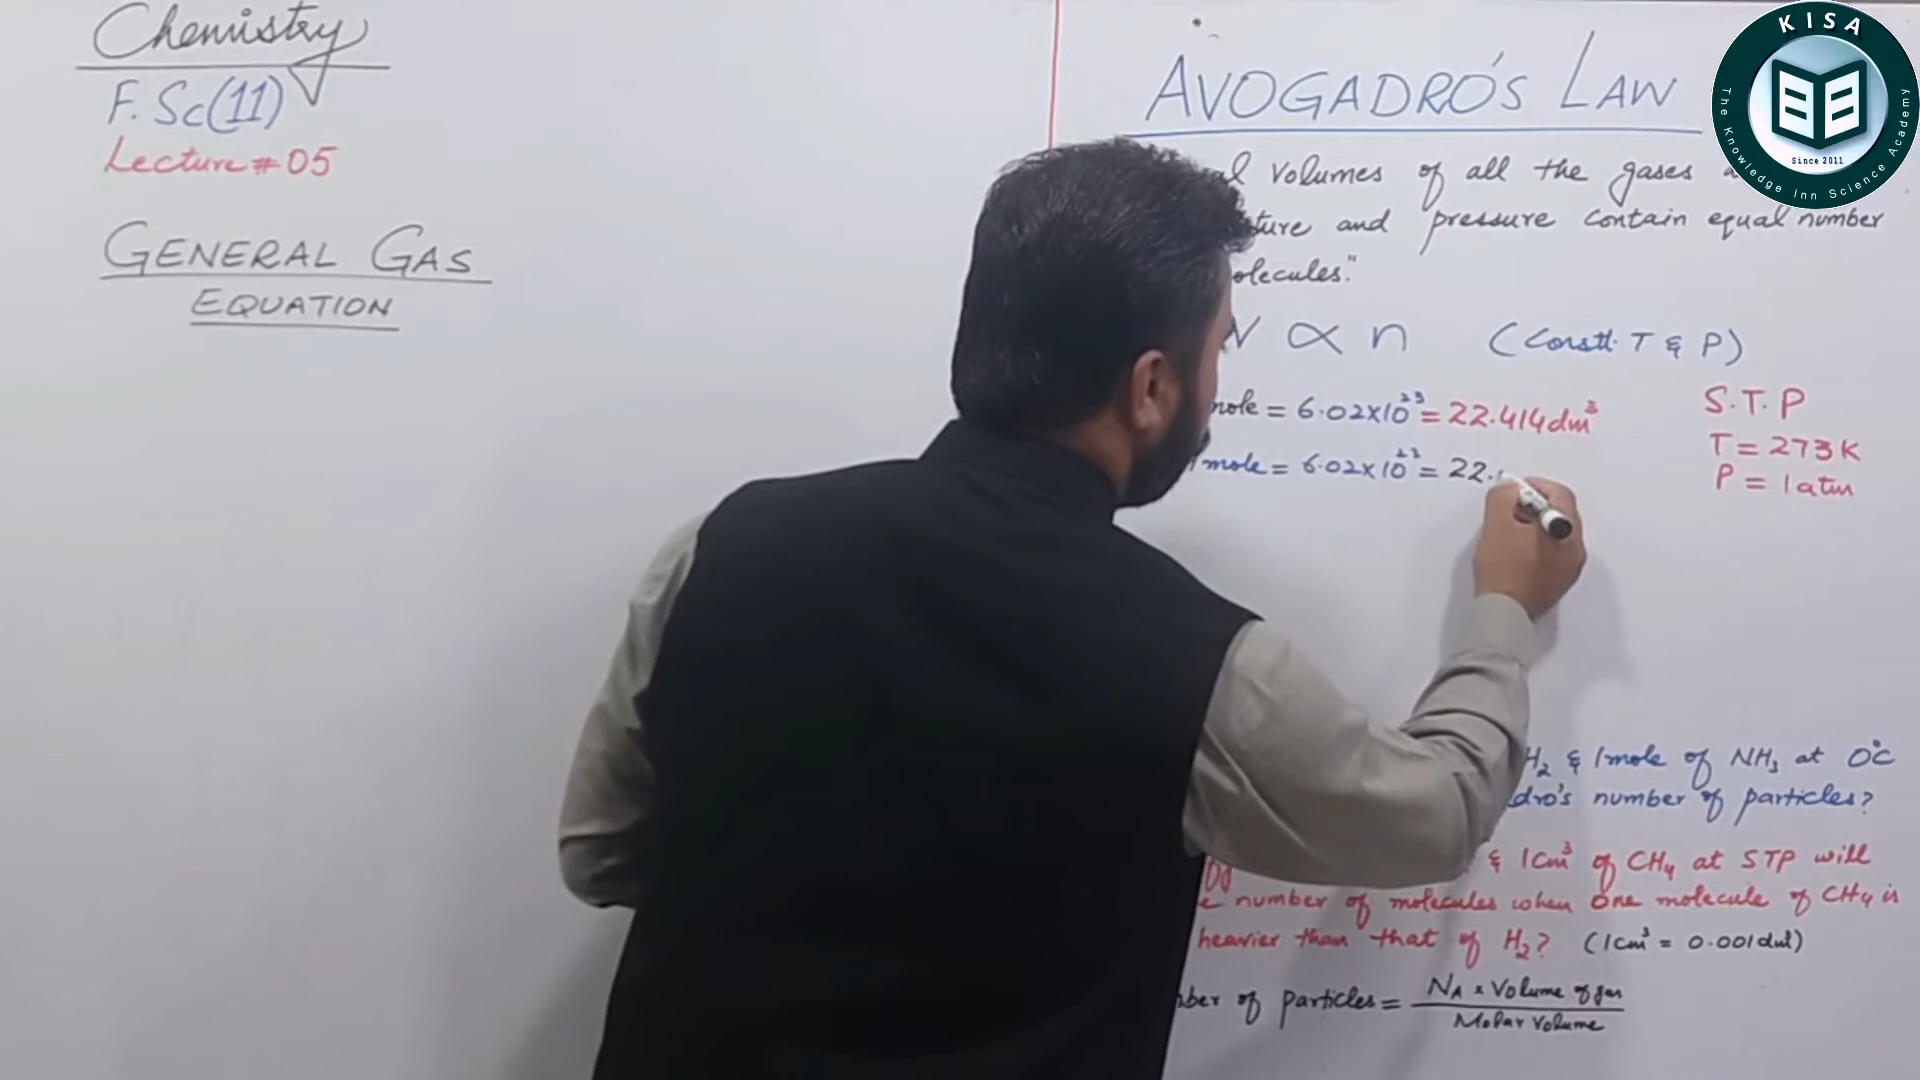 Chemistry
F.Sc(11)
Lecture # 05
GENERAL GAS
EQUATION
AVOGADRO'S LAW
Volumes of all the gases
and pressure contain equal number
olecules."
V ∝ n (Constt. T & P)
mole = 6.02x10²³ = 22.414dm³
1mole = 6.02x10²³ = 22.
S.T.P
T = 273K
P = 1atm
H₂ & 1mole of NH₃ at 0°C
dro's number of particles?
& 1cm³ of CH₄ at STP will
number of molecules when one molecule of CH₄ is
heavier than that of H₂? (1cm³ = 0.001dm³)
ber of particles = Nᴀ x Volume of gas
Molar Volume
KISA
The Knowledge Inn Science Academy
Since 2011